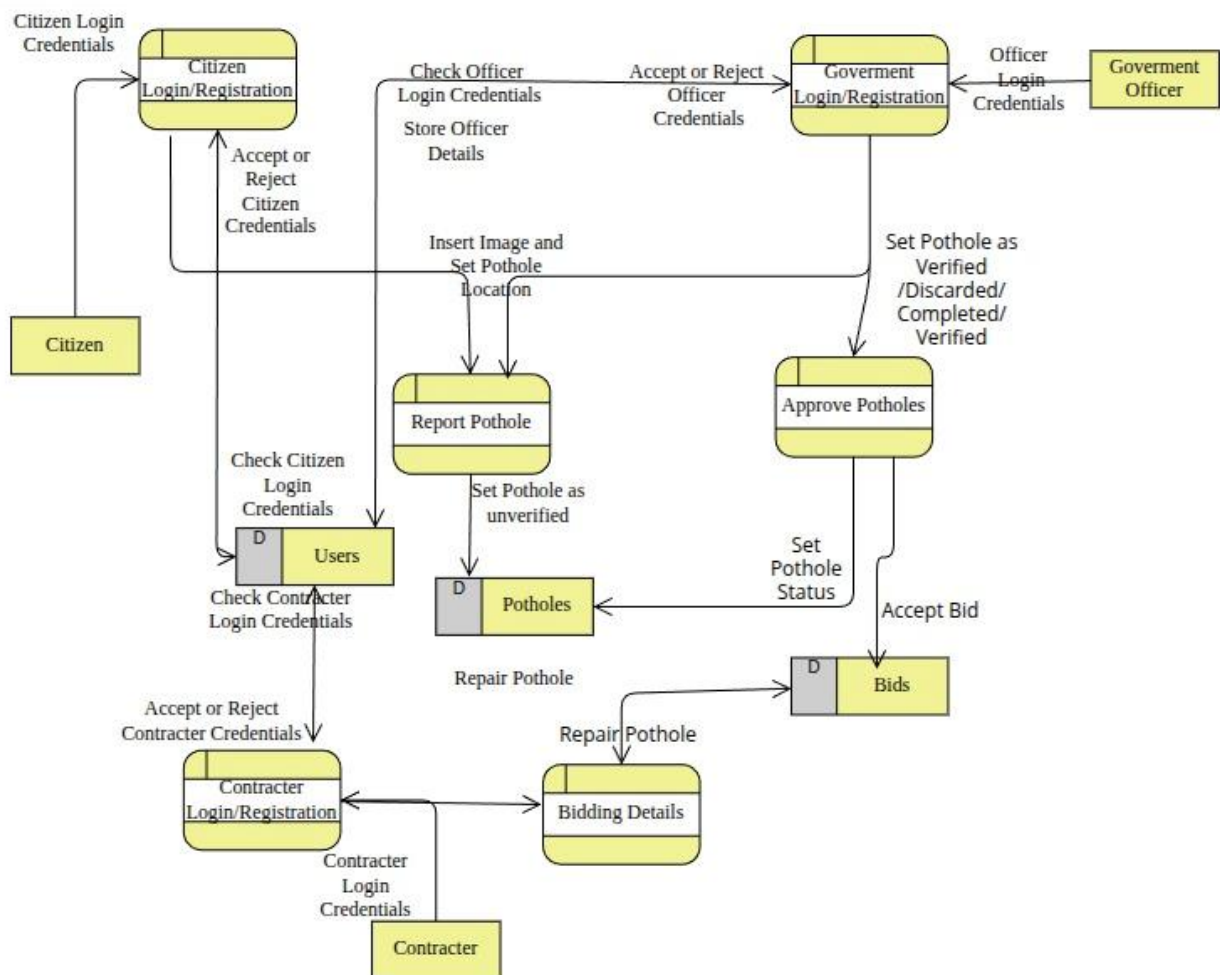 Citizen Login
Credentials
Citizen
Login/Registration
Check Officer
Login Credentials
Accept or Reject
Officer
Credentials
Goverment
Login/Registration
Officer
Login
Credentials
Goverment
Officer
Store Officer
Details
Accept or
Reject
Citizen
Credentials
Insert Image and
Set Pothole
Location
Set Pothole as
Verified
/Discarded/
Completed/
Verified
Citizen
Report Pothole
Approve Potholes
Check Citizen
Login
Credentials
Set Pothole as
unverified
D
Users
Set
Pothole
Status
D
Potholes
Check Contracter
Login Credentials
Accept Bid
Repair Pothole
D
Bids
Accept or Reject
Contracter Credentials
Repair Pothole
Contracter
Login/Registration
Bidding Details
Contracter
Login
Credentials
Contracter